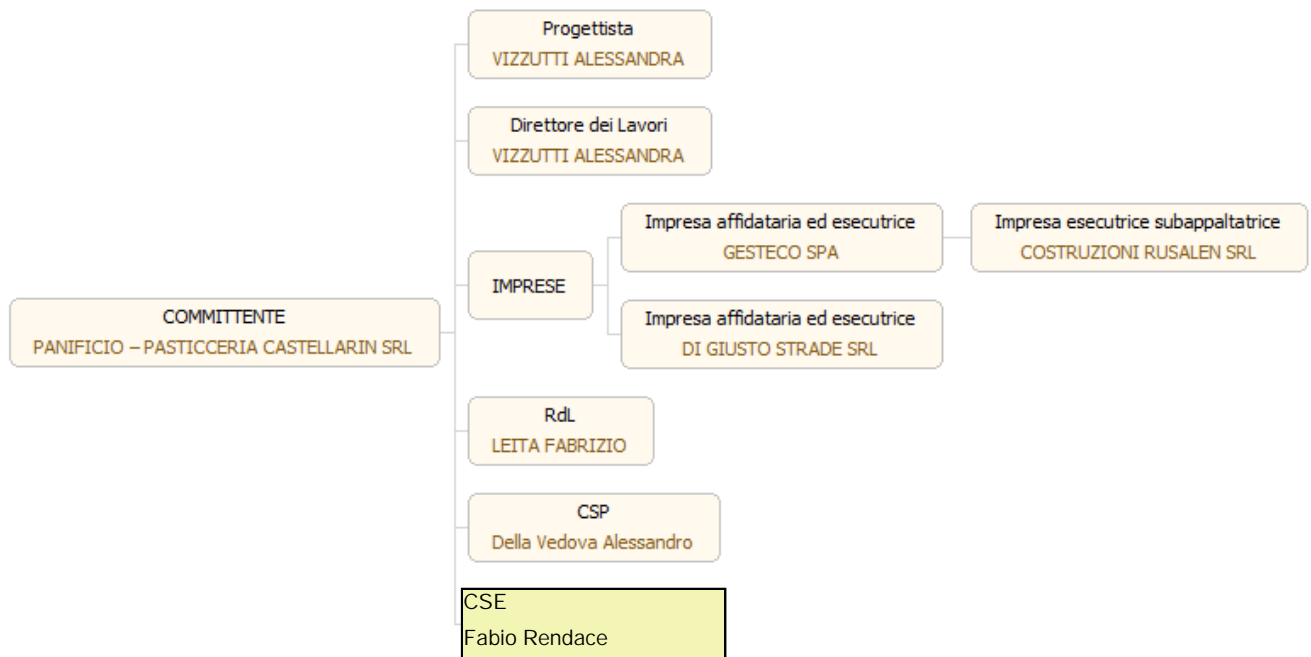 Progettista
VIZZUTTI ALESSANDRA
Direttore dei Lavori
VIZZUTTI ALESSANDRA
Impresa affidataria ed esecutrice
GESTECO SPA
Impresa esecutrice subappaltatrice
COSTRUZIONI RUSALEN SRL
IMPRESE
COMMITTENTE
PANIFICIO – PASTICCERIA CASTELLARIN SRL
Impresa affidataria ed esecutrice
DI GIUSTO STRADE SRL
RdL
LEITA FABRIZIO
CSP
Della Vedova Alessandro
CSE
Fabio Rendace